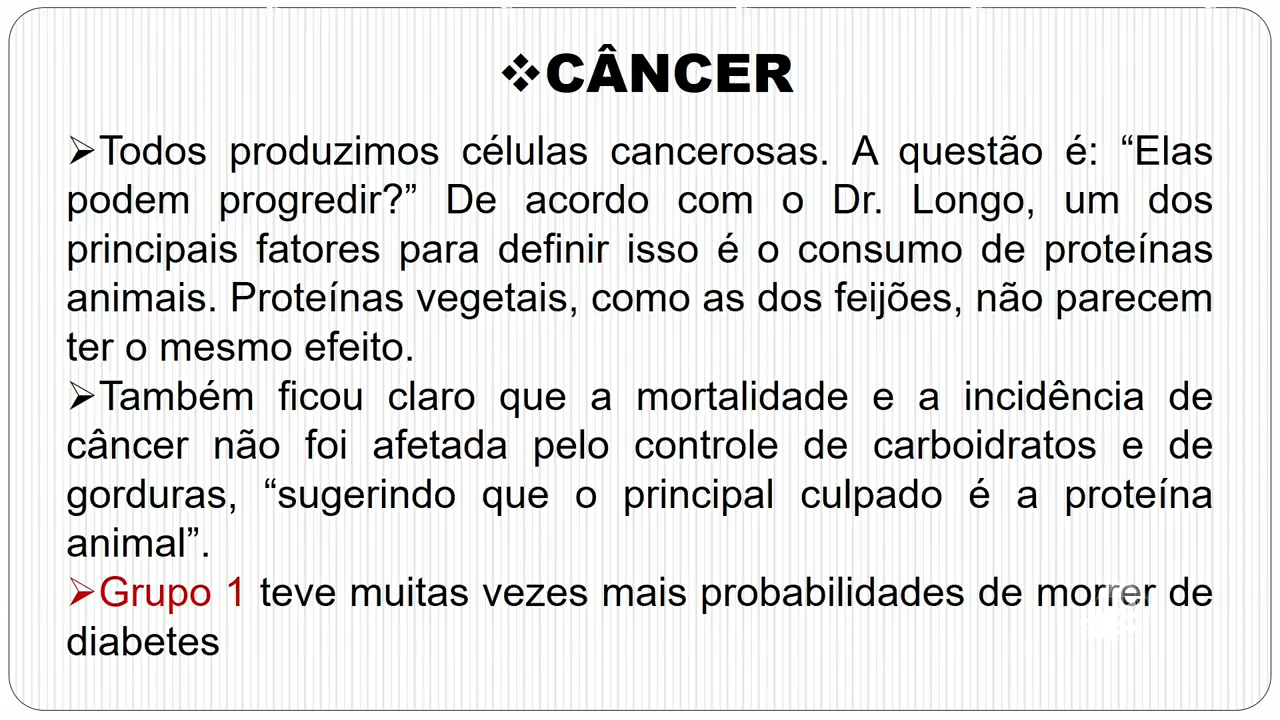 ❖CÂNCER
➢Todos produzimos células cancerosas. A questão é: “Elas
podem progredir?” De acordo com o Dr. Longo, um dos
principais fatores para definir isso é o consumo de proteínas
animais. Proteínas vegetais, como as dos feijões, não parecem
ter o mesmo efeito.
➢Também ficou claro que a mortalidade e a incidência de
câncer não foi afetada pelo controle de carboidratos e de
gorduras, “sugerindo que o principal culpado é a proteína
animal”.
➢Grupo 1 teve muitas vezes mais probabilidades de morrer de
diabetes